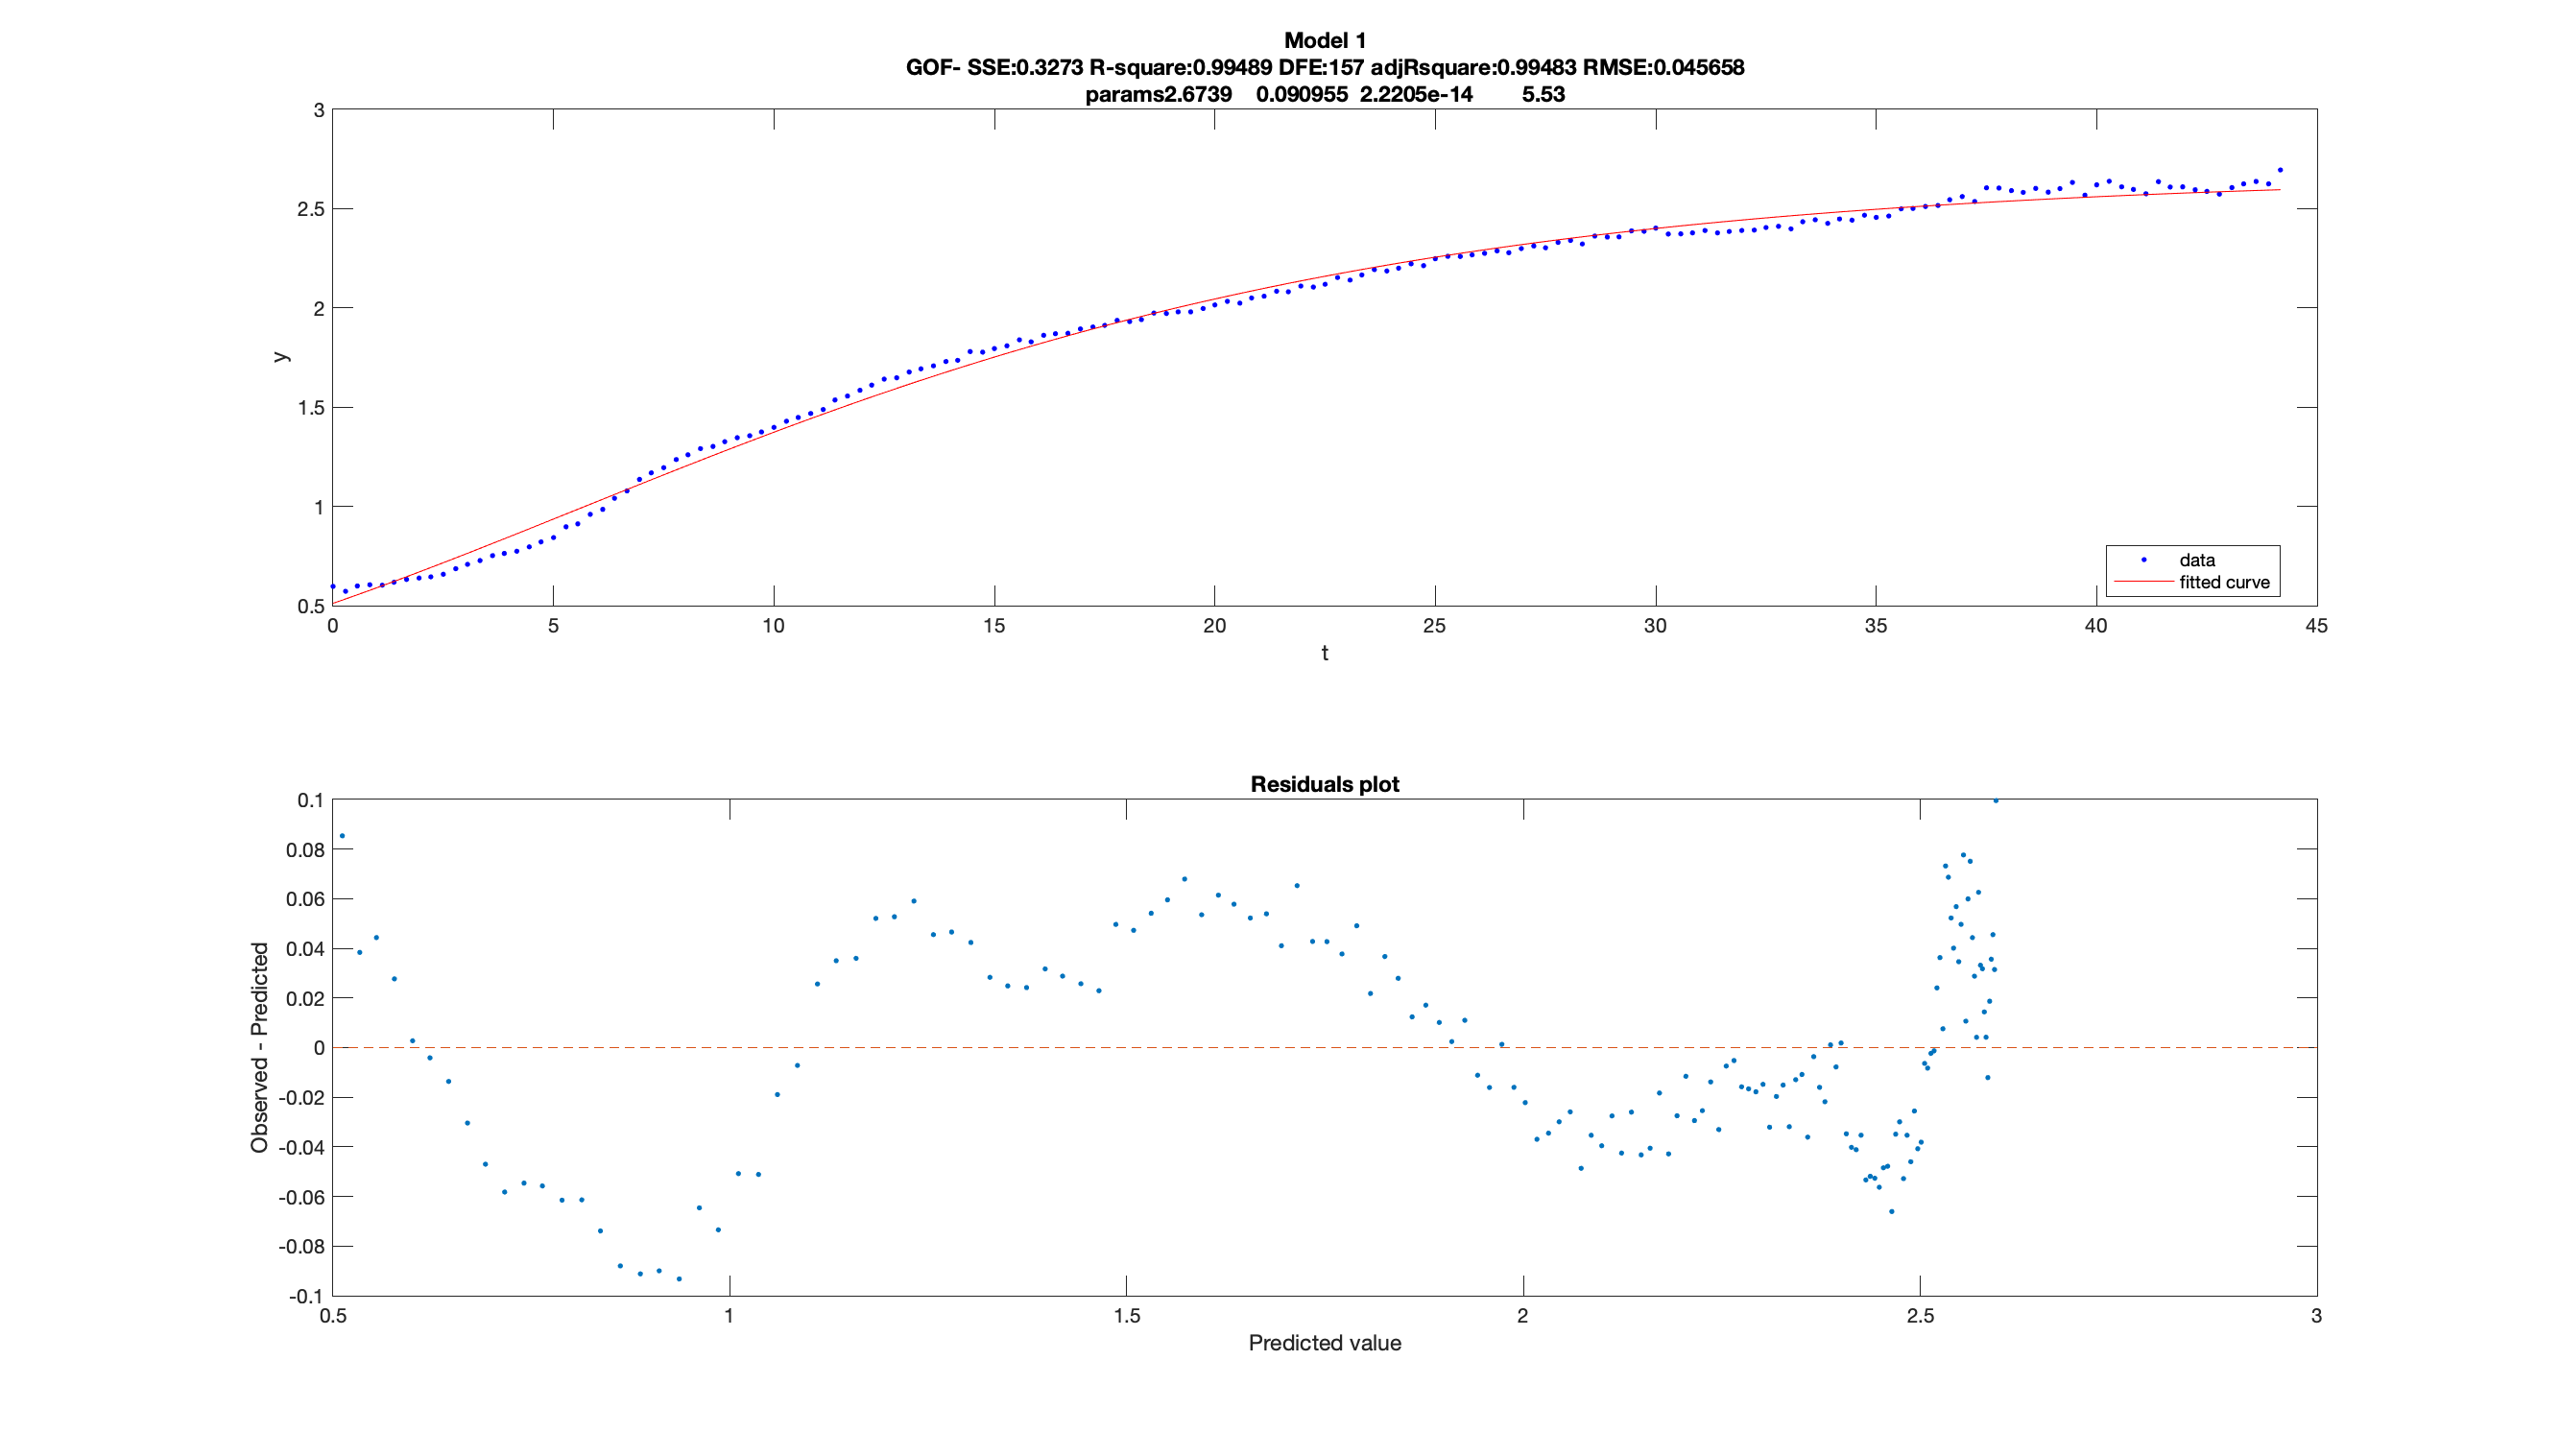 Model 1
GOF- SSE:0.3273 R-square:0.99489 DFE:157 adjRsquare:0.99483 RMSE:0.045658
params2.6739 0.090955 2.2205e-14 5.53
3
2.5
2
1.5
1
0.5
y
0 5 10 15 20 25 30 35 40 45
t
data
fitted curve
Residuals plot
0.1
0.08
0.06
0.04
0.02
0
-0.02
-0.04
-0.06
-0.08
-0.1
Observed - Predicted
0.5 1 1.5 2 2.5 3
Predicted value